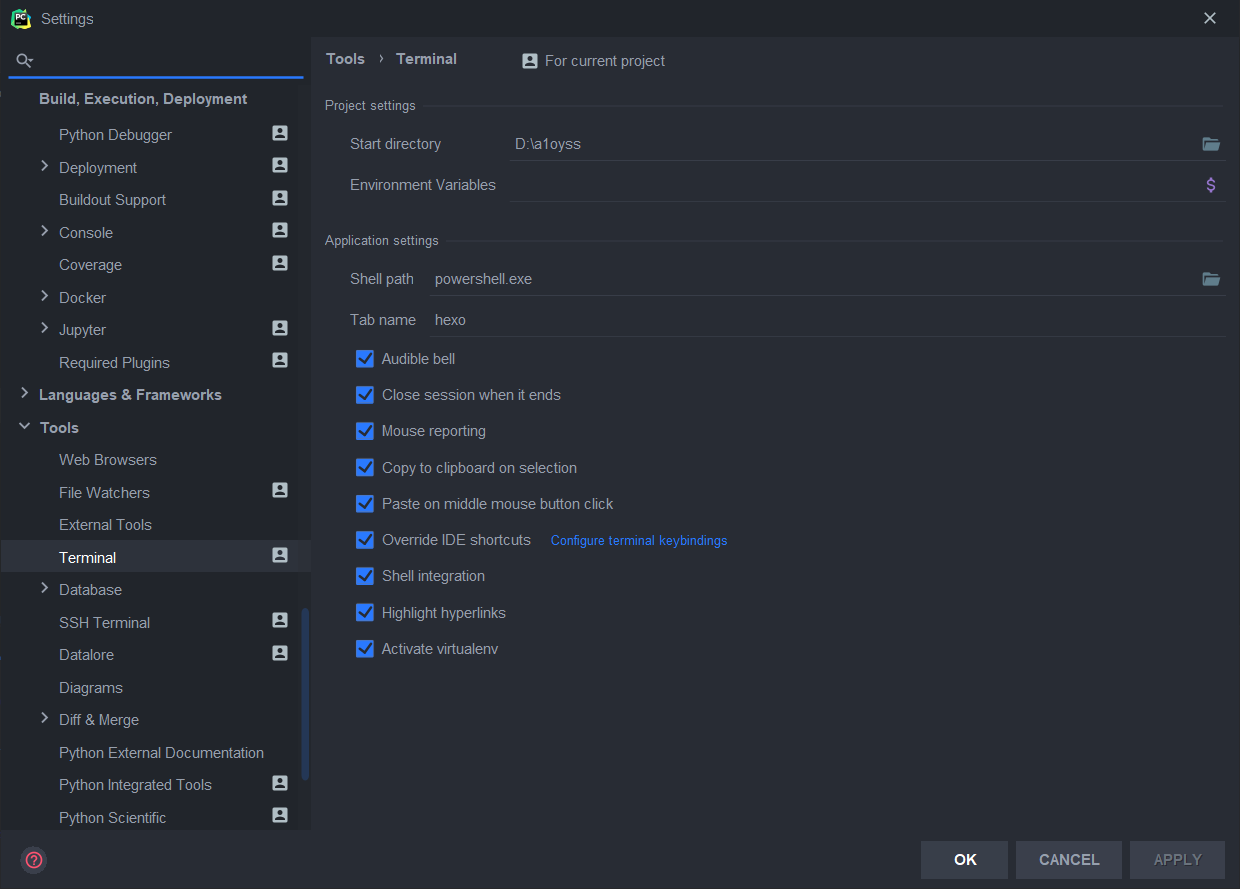 PC Settings
Build, Execution, Deployment
Python Debugger
Deployment
Buildout Support
Console
Coverage
Docker
Jupyter
Required Plugins
Languages & Frameworks
Tools
Web Browsers
File Watchers
External Tools
Terminal
Database
SSH Terminal
Datalore
Diagrams
Diff & Merge
Python External Documentation
Python Integrated Tools
Python Scientific
Tools › Terminal For current project
Project settings
Start directory D:\a1oyss
Environment Variables $
Application settings
Shell path powershell.exe
Tab name hexo
Audible bell
Close session when it ends
Mouse reporting
Copy to clipboard on selection
Paste on middle mouse button click
Override IDE shortcuts Configure terminal keybindings
Shell integration
Highlight hyperlinks
Activate virtualenv
? OK CANCEL APPLY